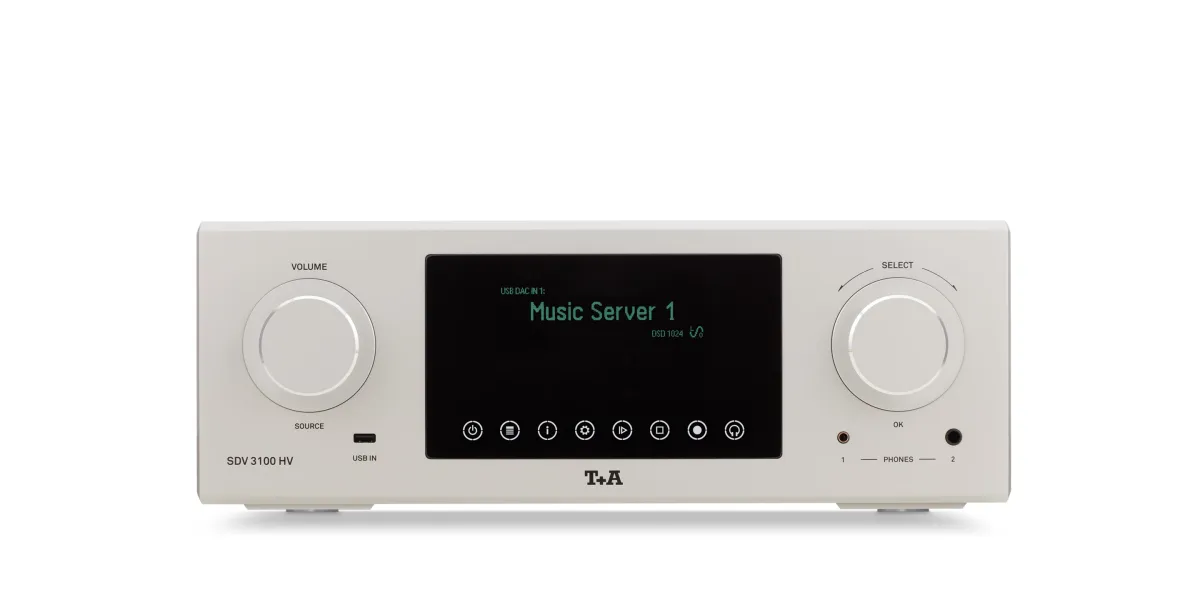 VOLUME
SELECT
USB DAC IN 1:
Music Server 1
DSD 1024
SOURCE
OK
USB IN
1 PHONES 2
SDV 3100 HV
T+A